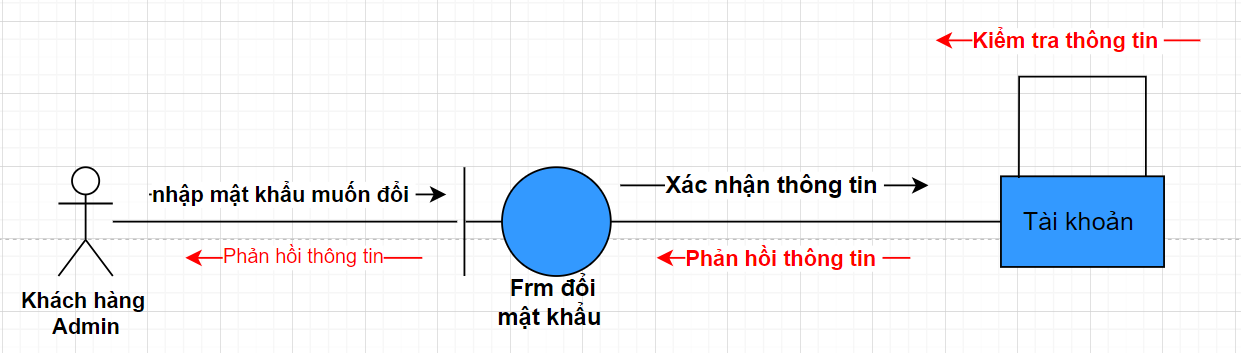 Kiểm tra thông tin
nhập mật khẩu muốn đổi
Xác nhận thông tin
Tài khoản
Phản hồi thông tin
Phản hồi thông tin
Khách hàng
Admin
Frm đổi
mật khẩu